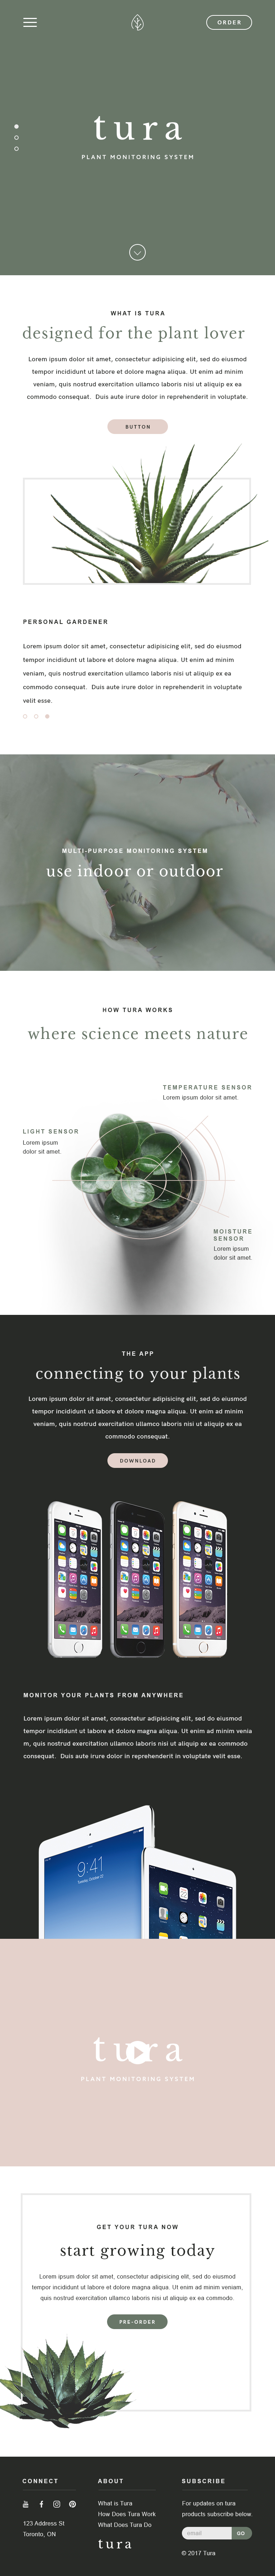 ORDER
tura
PLANT MONITORING SYSTEM
WHAT IS TURA
designed for the plant lover
Lorem ipsum dolor sit amet, consectetur adipisicing elit, sed do eiusmod
tempor incididunt ut labore et dolore magna aliqua. Ut enim ad minim
veniam, quis nostrud exercitation ullamco laboris nisi ut aliquip ex ea
commodo consequat.  Duis aute irure dolor in reprehenderit in voluptate.
BUTTON
PERSONAL GARDENER
Lorem ipsum dolor sit amet, consectetur adipisicing elit, sed do eiusmod
tempor incididunt ut labore et dolore magna aliqua. Ut enim ad minim
veniam, quis nostrud exercitation ullamco laboris nisi ut aliquip ex ea
commodo consequat.  Duis aute irure dolor in reprehenderit in voluptate
velit esse.
MULTI-PURPOSE MONITORING SYSTEM
use indoor or outdoor
HOW TURA WORKS
where science meets nature
TEMPERATURE SENSOR
Lorem ipsum dolor sit amet.
LIGHT SENSOR
Lorem ipsum
dolor sit amet.
MOISTURE
SENSOR
Lorem ipsum
dolor sit amet.
THE APP
connecting to your plants
Lorem ipsum dolor sit amet, consectetur adipisicing elit, sed do eiusmod
tempor incididunt ut labore et dolore magna aliqua. Ut enim ad minim
veniam, quis nostrud exercitation ullamco laboris nisi ut aliquip ex ea
commodo consequat.
DOWNLOAD
MONITOR YOUR PLANTS FROM ANYWHERE
Lorem ipsum dolor sit amet, consectetur adipisicing elit, sed do eiusmod
tempor incididunt ut labore et dolore magna aliqua. Ut enim ad minim venia
m, quis nostrud exercitation ullamco laboris nisi ut aliquip ex ea commodo
consequat.  Duis aute irure dolor in reprehenderit in voluptate velit esse.
9:41
tura
PLANT MONITORING SYSTEM
GET YOUR TURA NOW
start growing today
Lorem ipsum dolor sit amet, consectetur adipisicing elit, sed do eiusmod
tempor incididunt ut labore et dolore magna aliqua. Ut enim ad minim veniam,
quis nostrud exercitation ullamco laboris nisi ut aliquip ex ea commodo.
PRE-ORDER
CONNECT
123 Address St
Toronto, ON
ABOUT
What is Tura
How Does Tura Work
What Does Tura Do
tura
SUBSCRIBE
For updates on tura
products subscribe below.
email
GO
© 2017 Tura